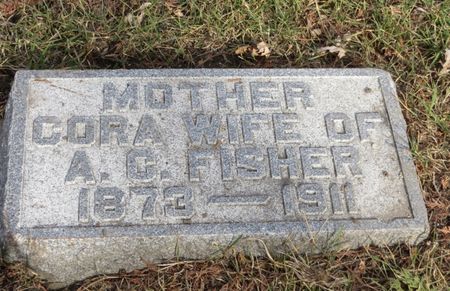 MOTHER
CORA WIFE OF
A. C. FISHER
1873 — 1911